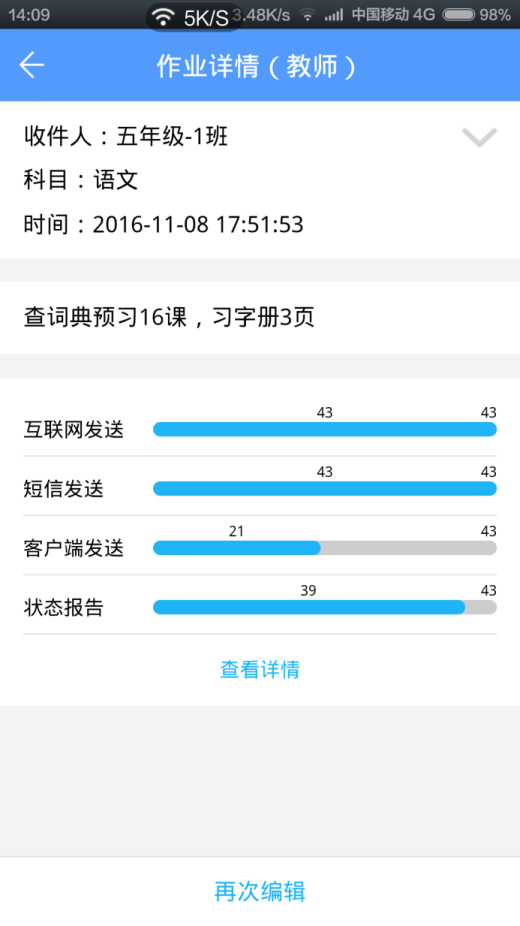 14:09 5K/S 3.48K/s 中国移动 4G 98%
作业详情（教师）
收件人：五年级-1班
科目：语文
时间：2016-11-08 17:51:53
查词典预习16课，习字册3页
43 43
互联网发送
43 43
短信发送
21 43
客户端发送
39 43
状态报告
查看详情
再次编辑